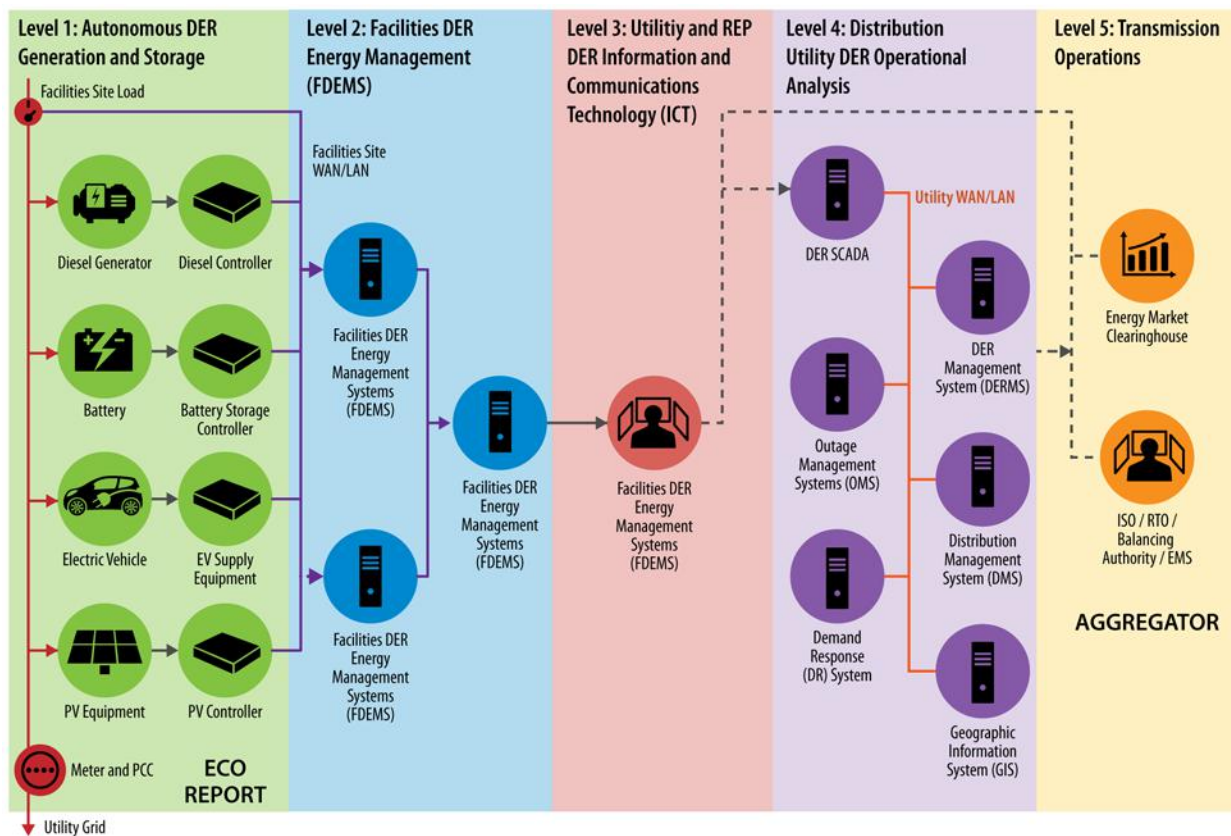 Level 1: Autonomous DER
Generation and Storage
Facilities Site Load
Diesel Generator
Diesel Controller
Battery
Battery Storage
Controller
Electric Vehicle
EV Supply
Equipment
PV Equipment
PV Controller
Meter and PCC
ECO
REPORT
Utility Grid
Level 2: Facilities DER
Energy Management
(FDEMS)
Facilities Site
WAN/LAN
Facilities DER
Energy
Management
Systems
(FDEMS)
Facilities DER
Energy
Management
Systems
(FDEMS)
Facilities DER
Energy
Management
Systems
(FDEMS)
Level 3: Utilitiy and REP
DER Information and
Communications
Technology (ICT)
Facilities DER
Energy
Management
Systems
(FDEMS)
Level 4: Distribution
Utility DER Operational
Analysis
Utility WAN/LAN
DER SCADA
DER
Management
System (DERMS)
Outage
Management
Systems (OMS)
Distribution
Management
System (DMS)
Demand
Response
(DR) System
Geographic
Information
System (GIS)
Level 5: Transmission
Operations
Energy Market
Clearinghouse
ISO / RTO /
Balancing
Authority / EMS
AGGREGATOR